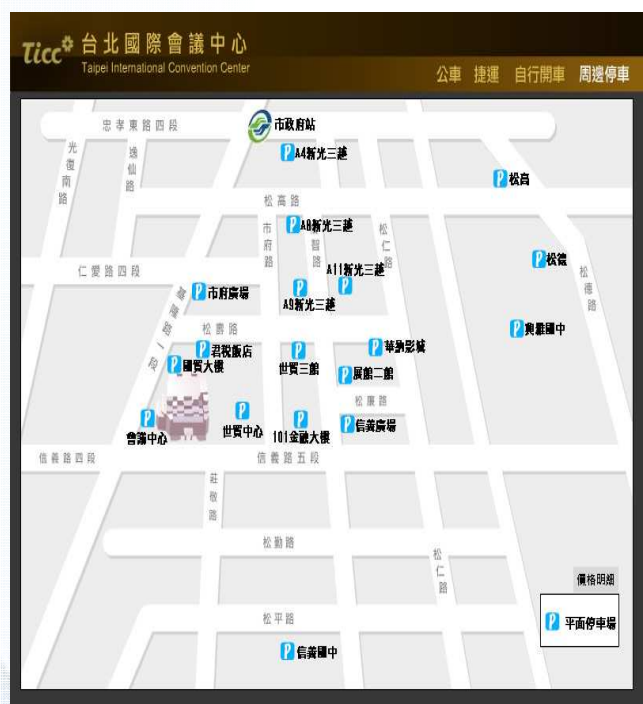 Ticc 台北國際會議中心
Taipei International Convention Center
公車 捷運 自行開車 周邊停車
忠孝東路四段
市政府站
光復南路
逸仙路
P A4新光三越
P 松高
松高路
市府路
P A8新光三越
松智路
松仁路
仁愛路四段
P 松德
松德路
P A11新光三越
基隆路一段
P 市府廣場
P A9新光三越
松壽路
P 興雅國中
P 君悅飯店
P 世貿三館
P 華納影城
P 國貿大樓
P 展館二館
松廉路
P 會議中心
P 世貿中心
P 101金融大樓
P 信義廣場
信義路四段
信義路五段
莊敬路
松勤路
松仁路
價格明細
松平路
P 平面停車場
P 信義國中